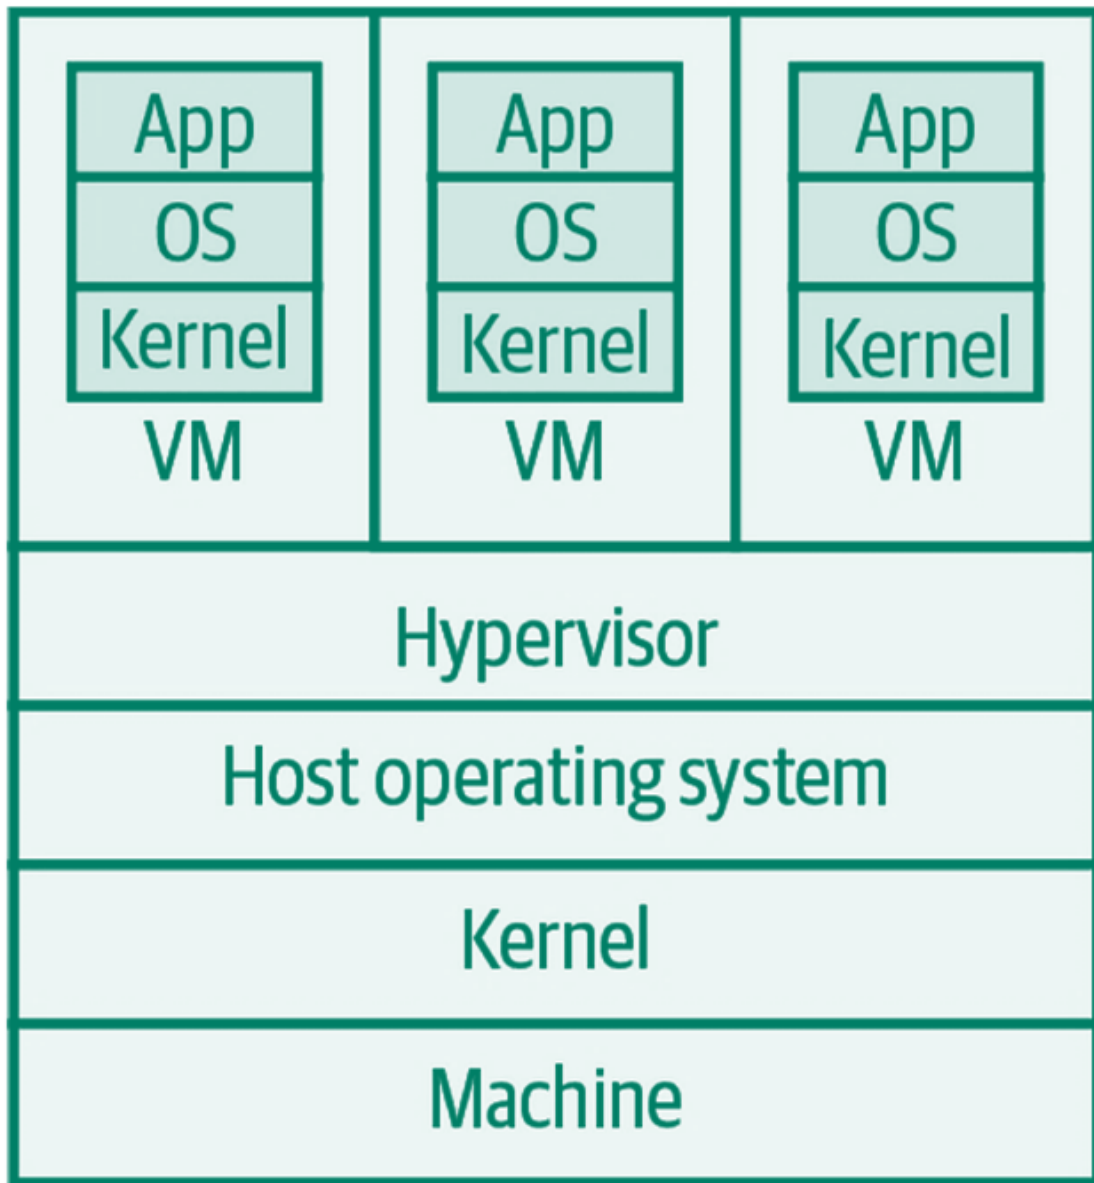 App App App
OS OS OS
Kernel Kernel Kernel
VM VM VM
Hypervisor
Host operating system
Kernel
Machine